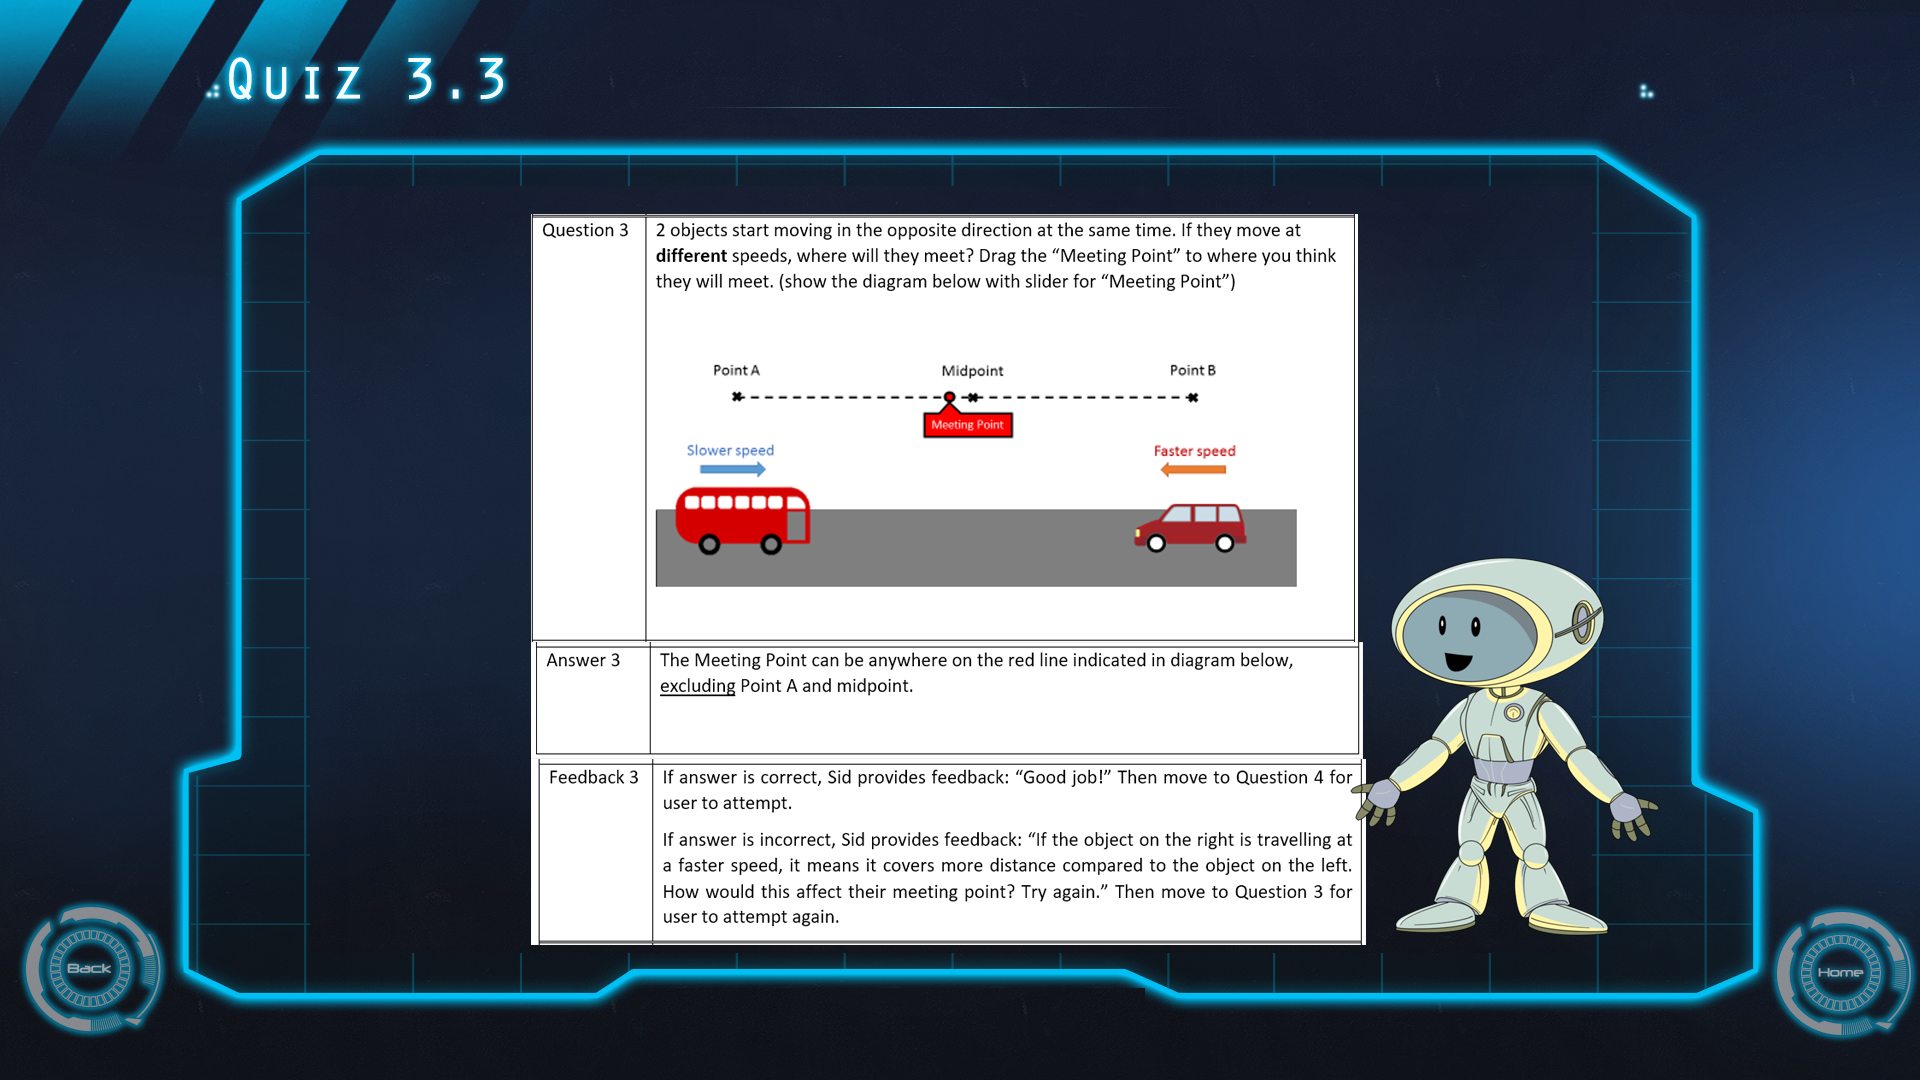 Quiz 3.3
Question 3
2 objects start moving in the opposite direction at the same time. If they move at
different speeds, where will they meet? Drag the “Meeting Point” to where you think
they will meet. (show the diagram below with slider for “Meeting Point”)
Point A
Midpoint
Point B
Meeting Point
Slower speed
Faster speed
Answer 3
The Meeting Point can be anywhere on the red line indicated in diagram below,
excluding Point A and midpoint.
Feedback 3
If answer is correct, Sid provides feedback: “Good job!” Then move to Question 4 for
user to attempt.
If answer is incorrect, Sid provides feedback: “If the object on the right is travelling at
a faster speed, it means it covers more distance compared to the object on the left.
How would this affect their meeting point? Try again.” Then move to Question 3 for
user to attempt again.
Back
Home